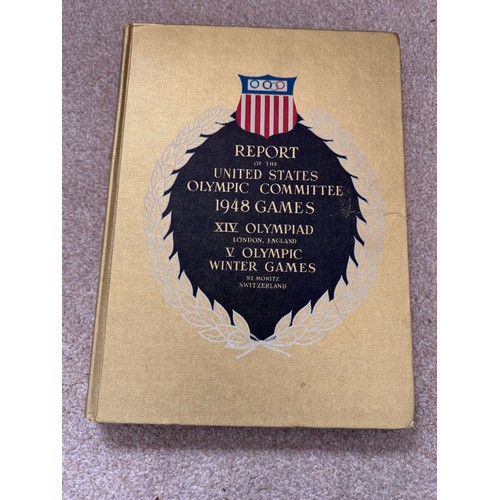 REPORT
OF THE
UNITED STATES
OLYMPIC COMMITTEE
1948 GAMES
XIV OLYMPIAD
LONDON, ENGLAND
V OLYMPIC
WINTER GAMES
ST MORITZ
SWITZERLAND